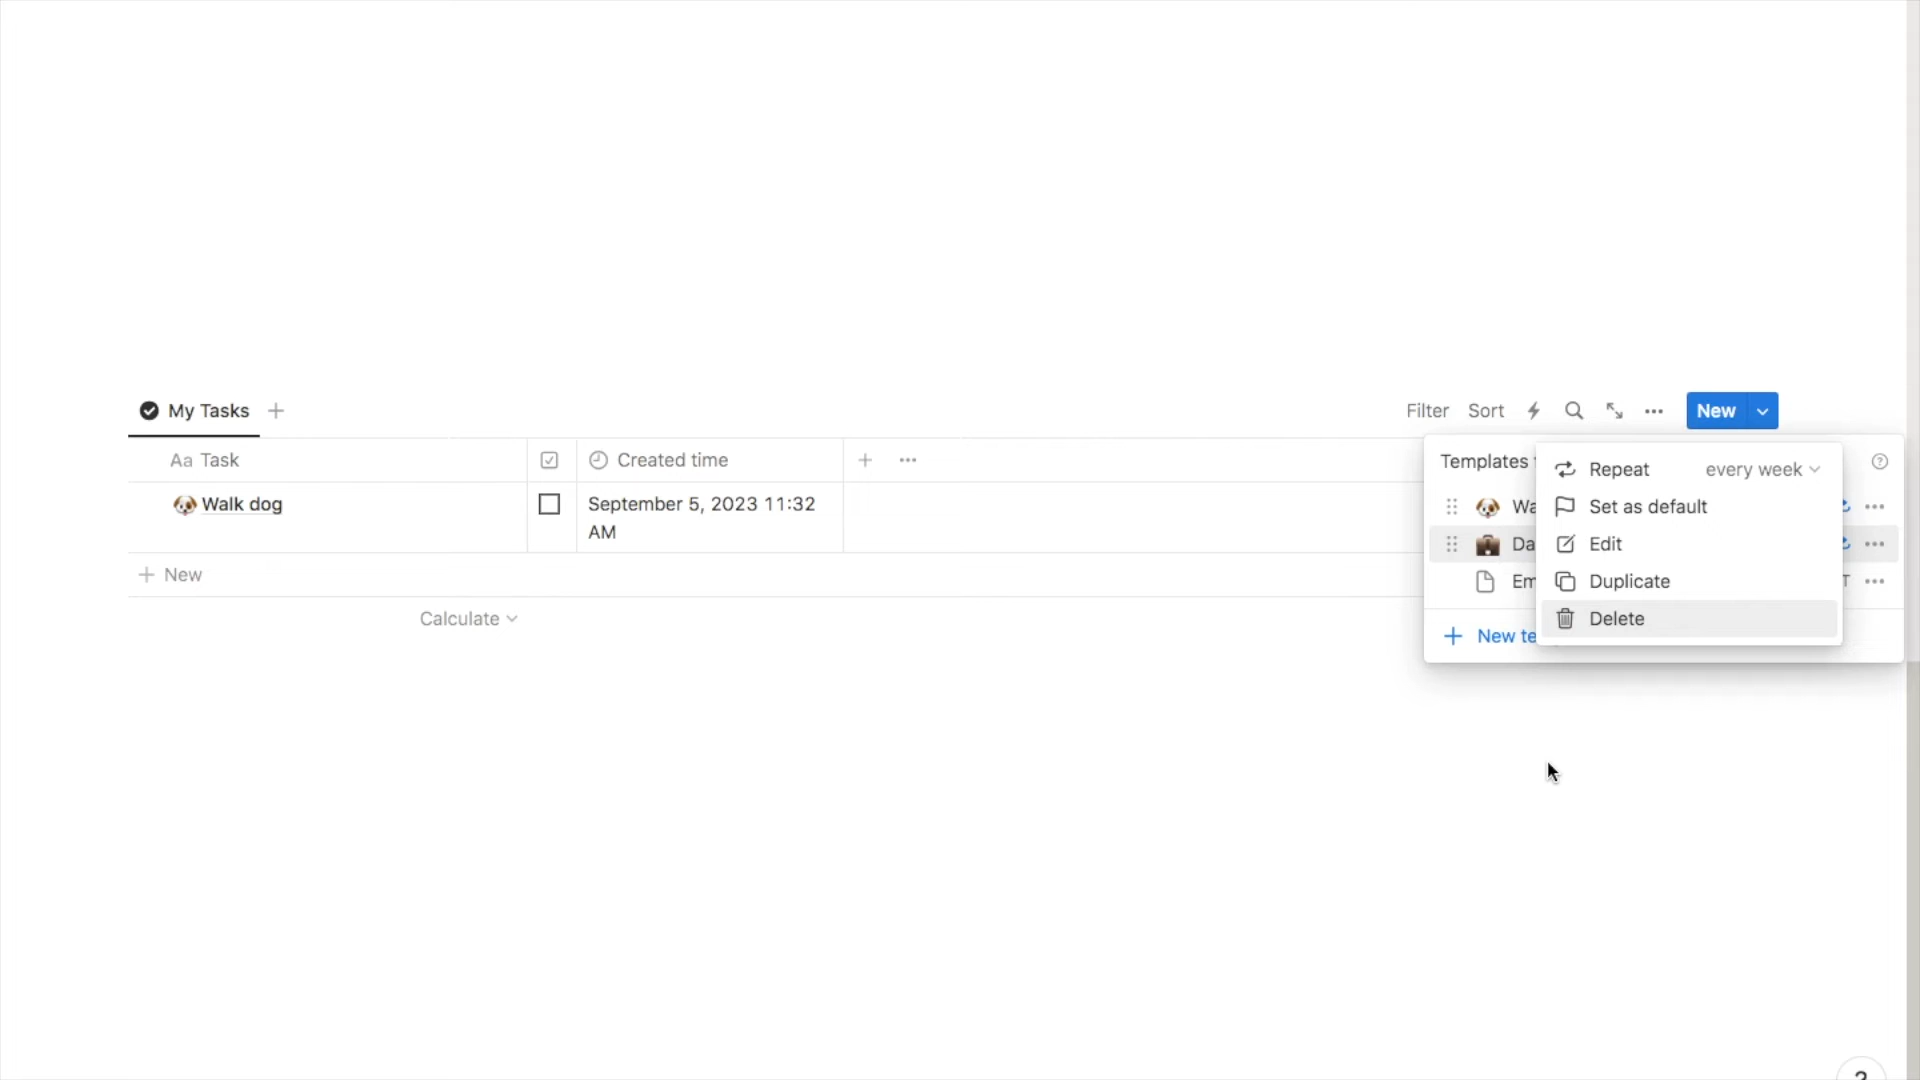 My Tasks
Filter Sort New
Aa Task Created time
Walk dog
September 5, 2023 11:32
AM
New
Calculate
Templates
Wa
Da
Em T
New te
Repeat every week
Set as default
Edit
Duplicate
Delete